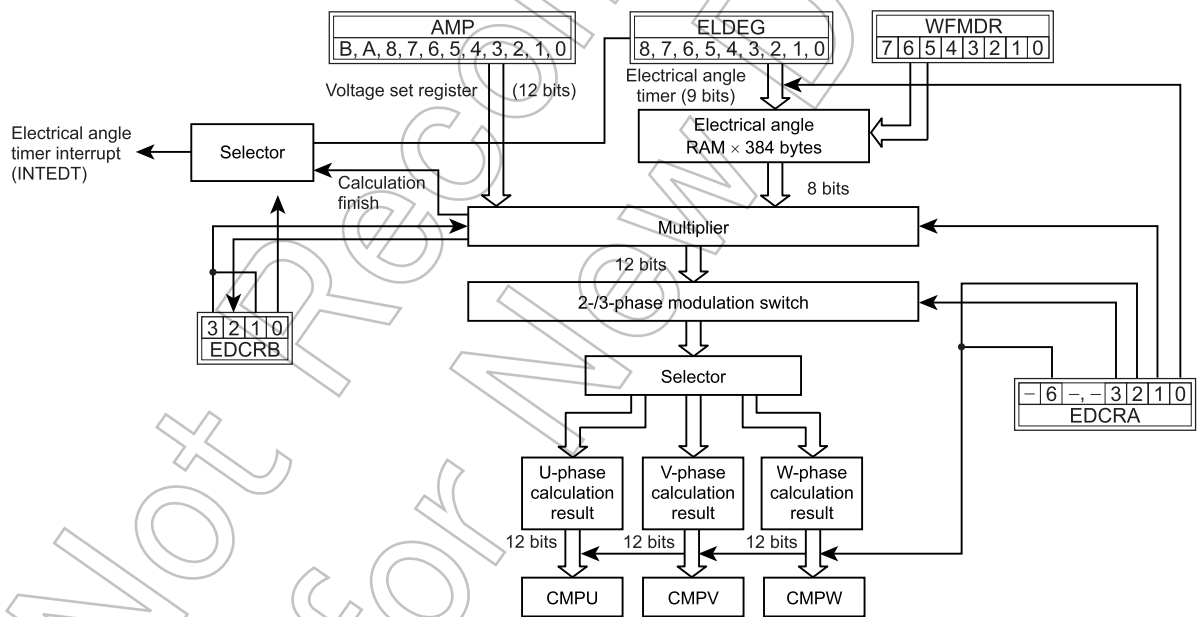 AMP
B, A, 8, 7, 6, 5, 4, 3, 2, 1, 0
ELDEG
8, 7, 6, 5, 4, 3, 2, 1, 0
WFMDR
7 6 5 4 3 2 1 0
Voltage set register (12 bits)
Electrical angle
timer (9 bits)
Electrical angle
timer interrupt
(INTEDT)
Selector
Electrical angle
RAM × 384 bytes
Calculation
finish
8 bits
Multiplier
12 bits
2-/3-phase modulation switch
3 2 1 0
EDCRB
Selector
– 6 –, – 3 2 1 0
EDCRA
U-phase
calculation
result
V-phase
calculation
result
W-phase
calculation
result
12 bits
12 bits
12 bits
CMPU
CMPV
CMPW
Not Recom
for New D